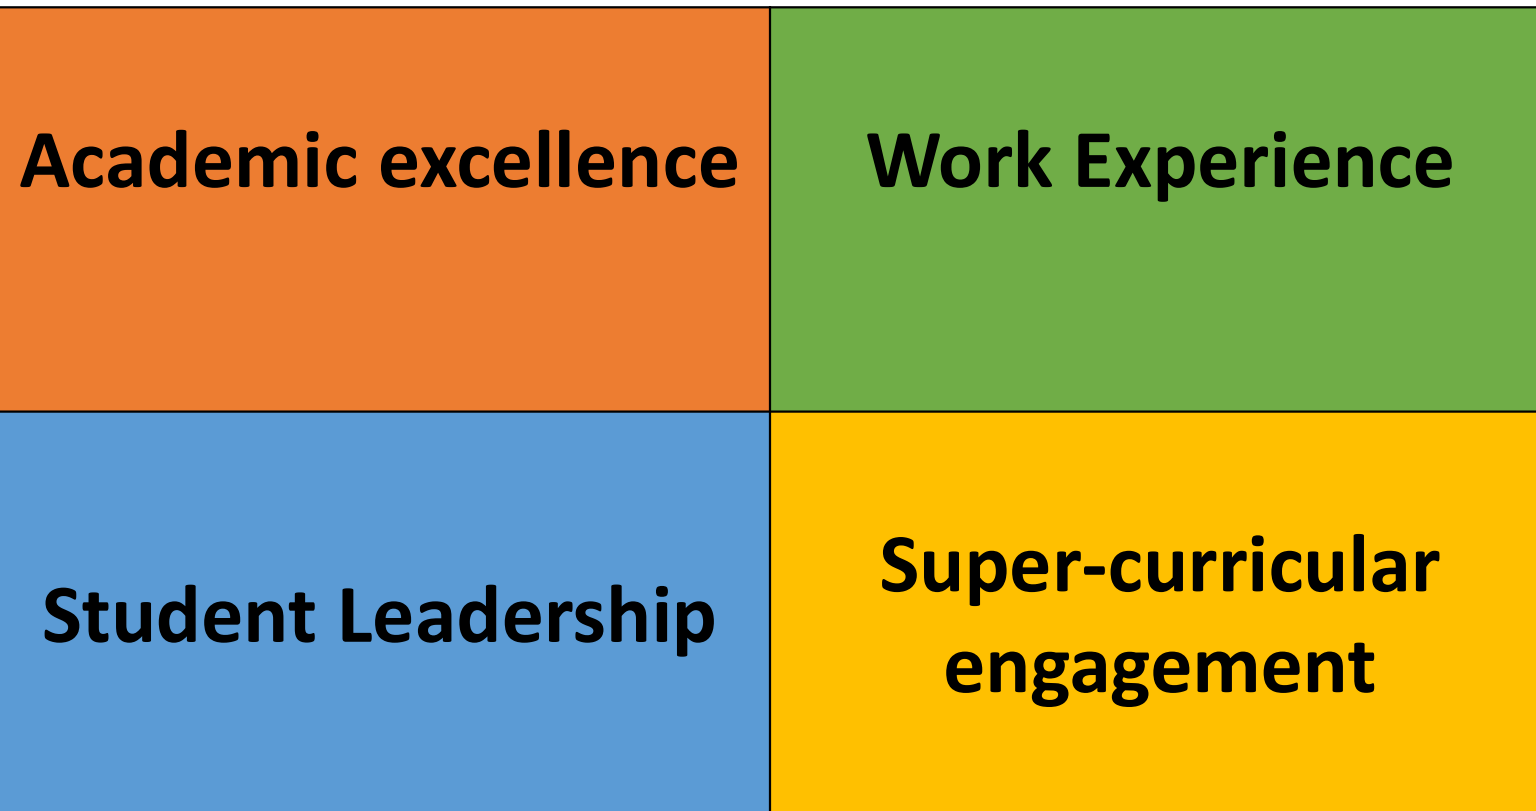 Academic excellence
Work Experience
Student Leadership
Super-curricular
engagement